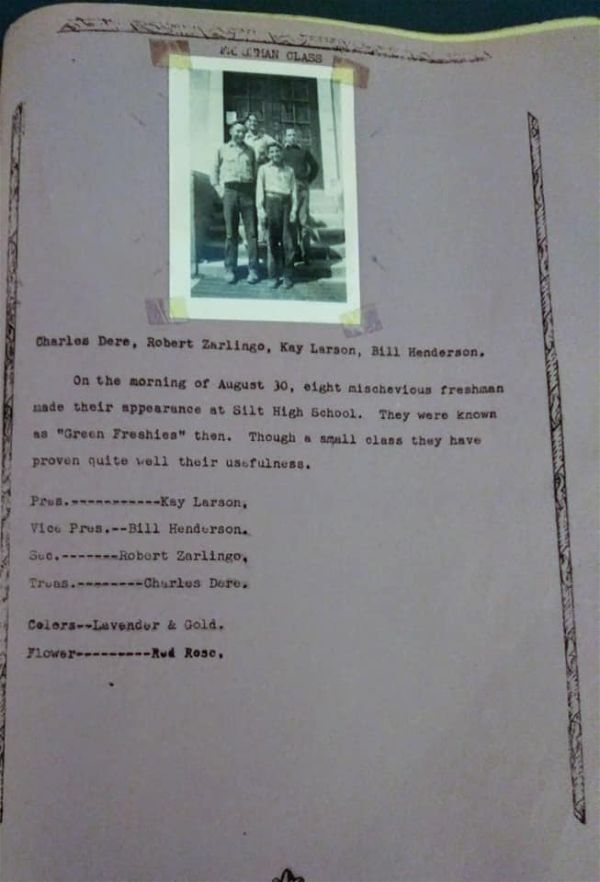 FRESHMAN CLASS
Charles Dere, Robert Zarlingo, Kay Larson, Bill Henderson.
On the morning of August 30, eight mischevious freshman
made their appearance at Silt High School. They were known
as "Green Freshies" then. Though a small class they have
proven quite well their usefulness.
Pres.-----------Kay Larson,
Vice Pres.--Bill Henderson.
Sec.-------Robert Zarlingo,
Treas.--------Charles Dere.
Colors--Lavender & Gold.
Flower---------Red Rose.